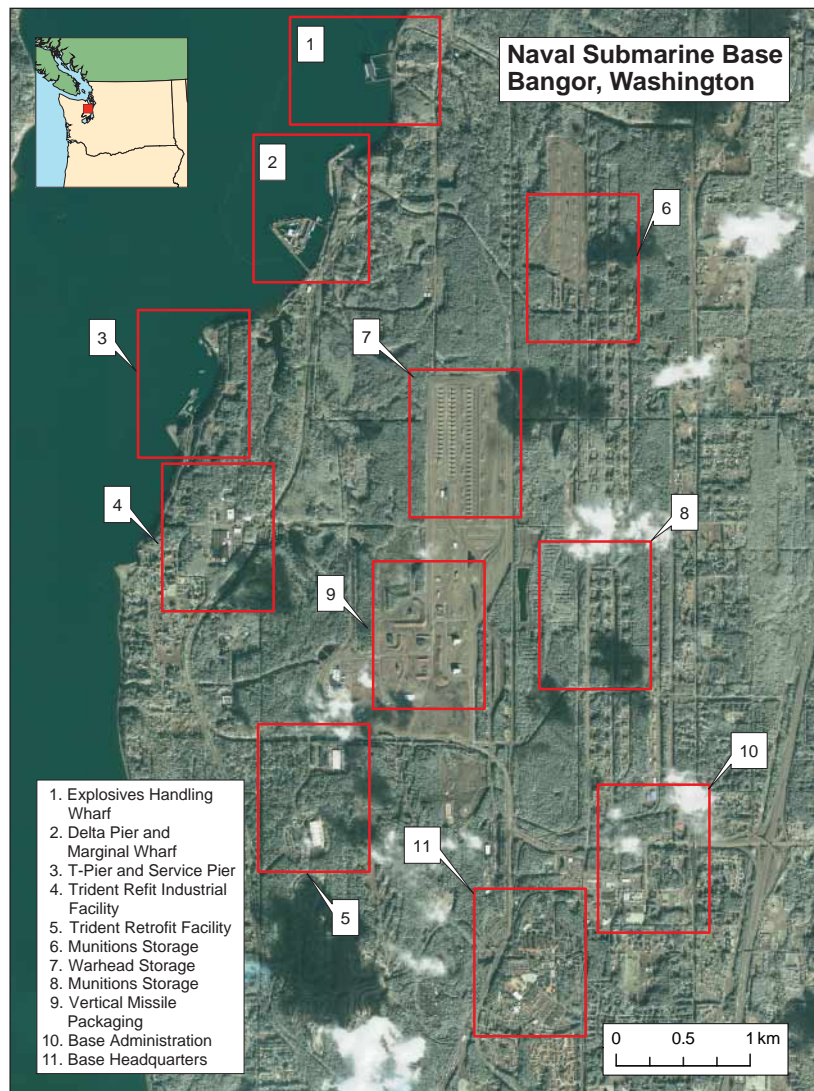 Naval Submarine Base
Bangor, Washington
1
2
3
4
5
6
7
8
9
10
11
1. Explosives Handling
Wharf
2. Delta Pier and
Marginal Wharf
3. T-Pier and Service Pier
4. Trident Refit Industrial
Facility
5. Trident Retrofit Facility
6. Munitions Storage
7. Warhead Storage
8. Munitions Storage
9. Vertical Missile
Packaging
10. Base Administration
11. Base Headquarters
0 0.5 1 km